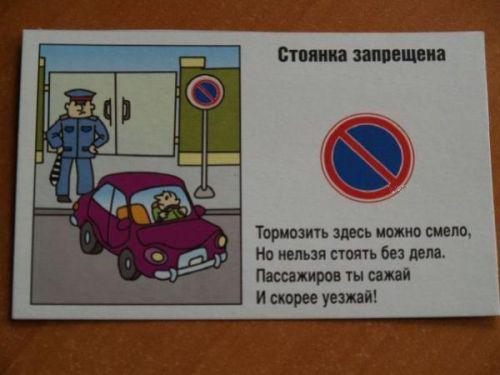 Стоянка запрещена
Тормозить здесь можно смело,
Но нельзя стоять без дела.
Пассажиров ты сажай
И скорее уезжай!